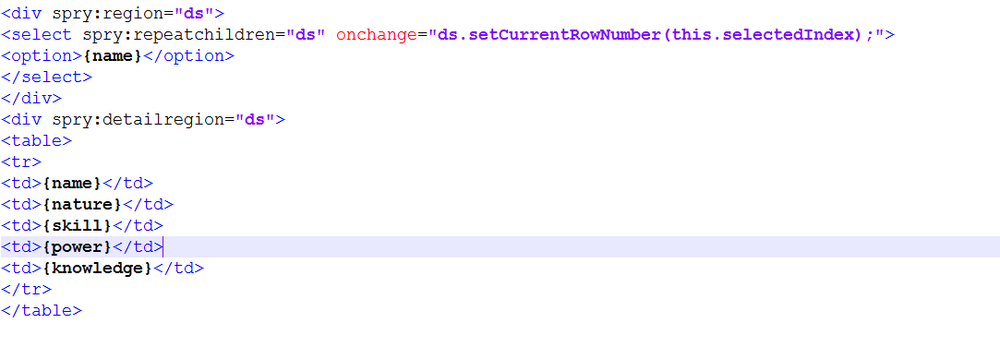 <div spry:region="ds">
<select spry:repeatchildren="ds" onchange="ds.setCurrentRowNumber(this.selectedIndex);">
<option>{name}</option>
</select>
</div>
<div spry:detailregion="ds">
<table>
<tr>
<td>{name}</td>
<td>{nature}</td>
<td>{skill}</td>
<td>{power}</td>
<td>{knowledge}</td>
</tr>
</table>